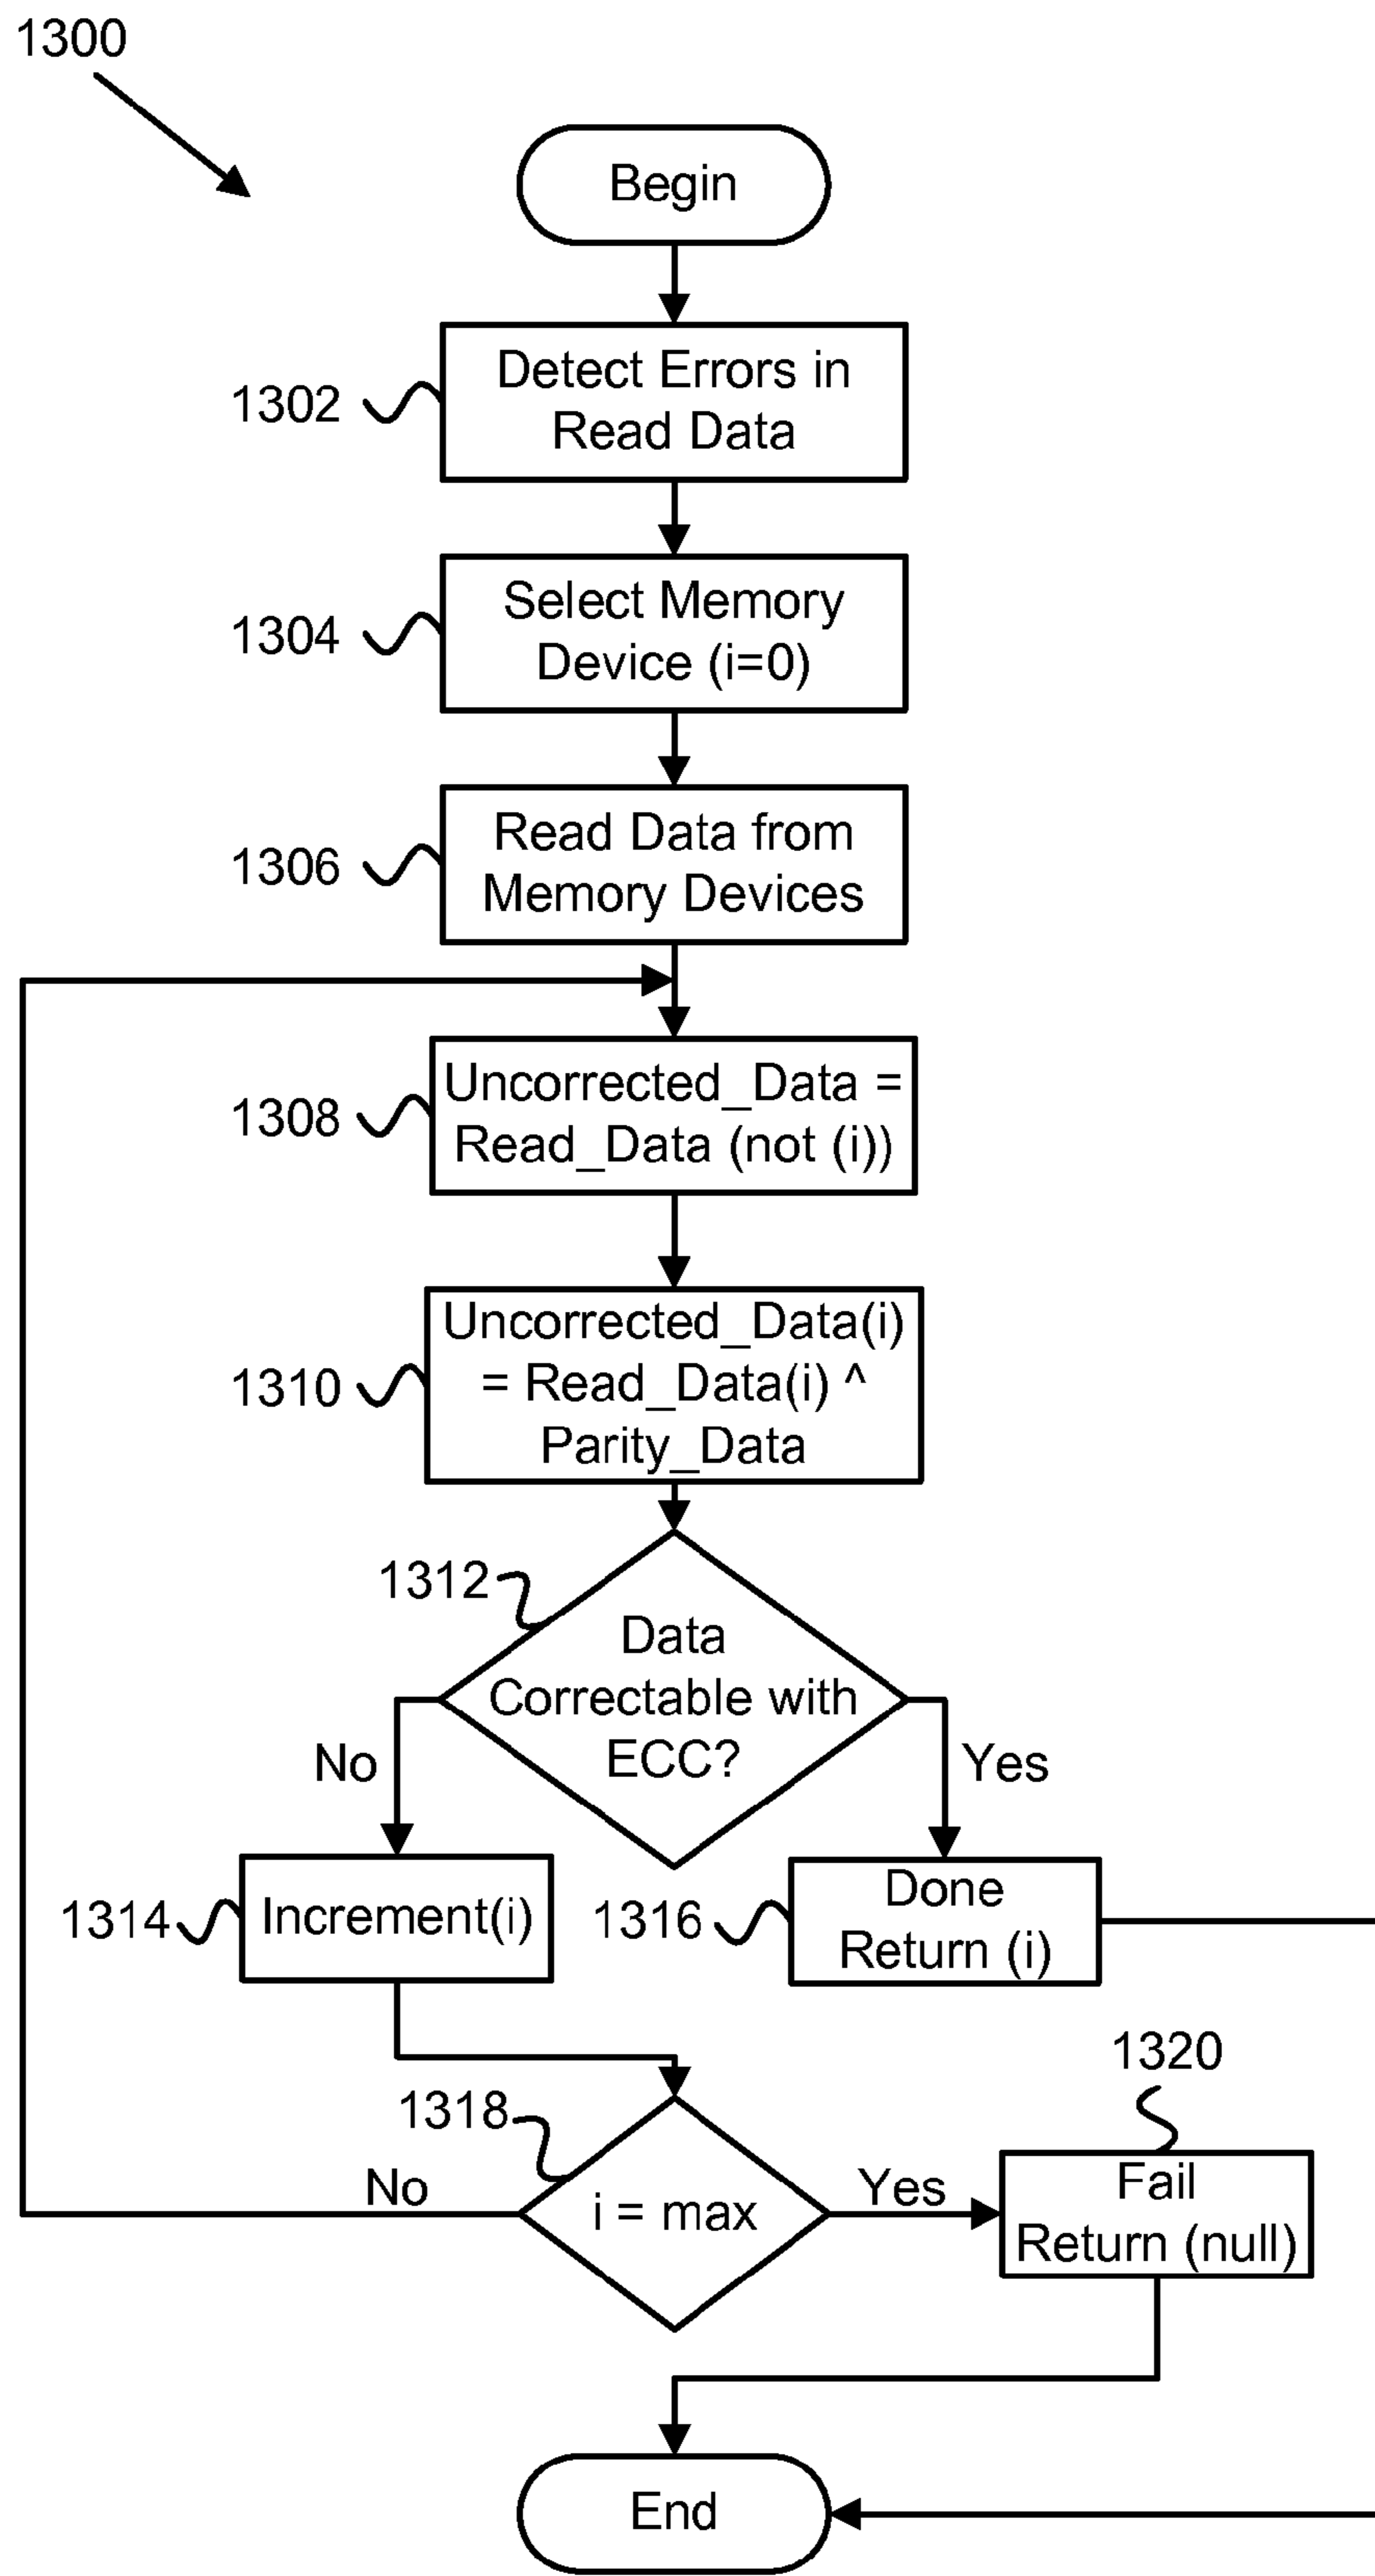 1300
Begin
1302
Detect Errors in
Read Data
1304
Select Memory
Device (i=0)
1306
Read Data from
Memory Devices
1308
Uncorrected_Data =
Read_Data (not (i))
1310
Uncorrected_Data(i)
= Read_Data(i) ^
Parity_Data
1312
Data
Correctable with
ECC?
No
Yes
1314
Increment(i)
1316
Done
Return (i)
1318
i = max
No
Yes
1320
Fail
Return (null)
End